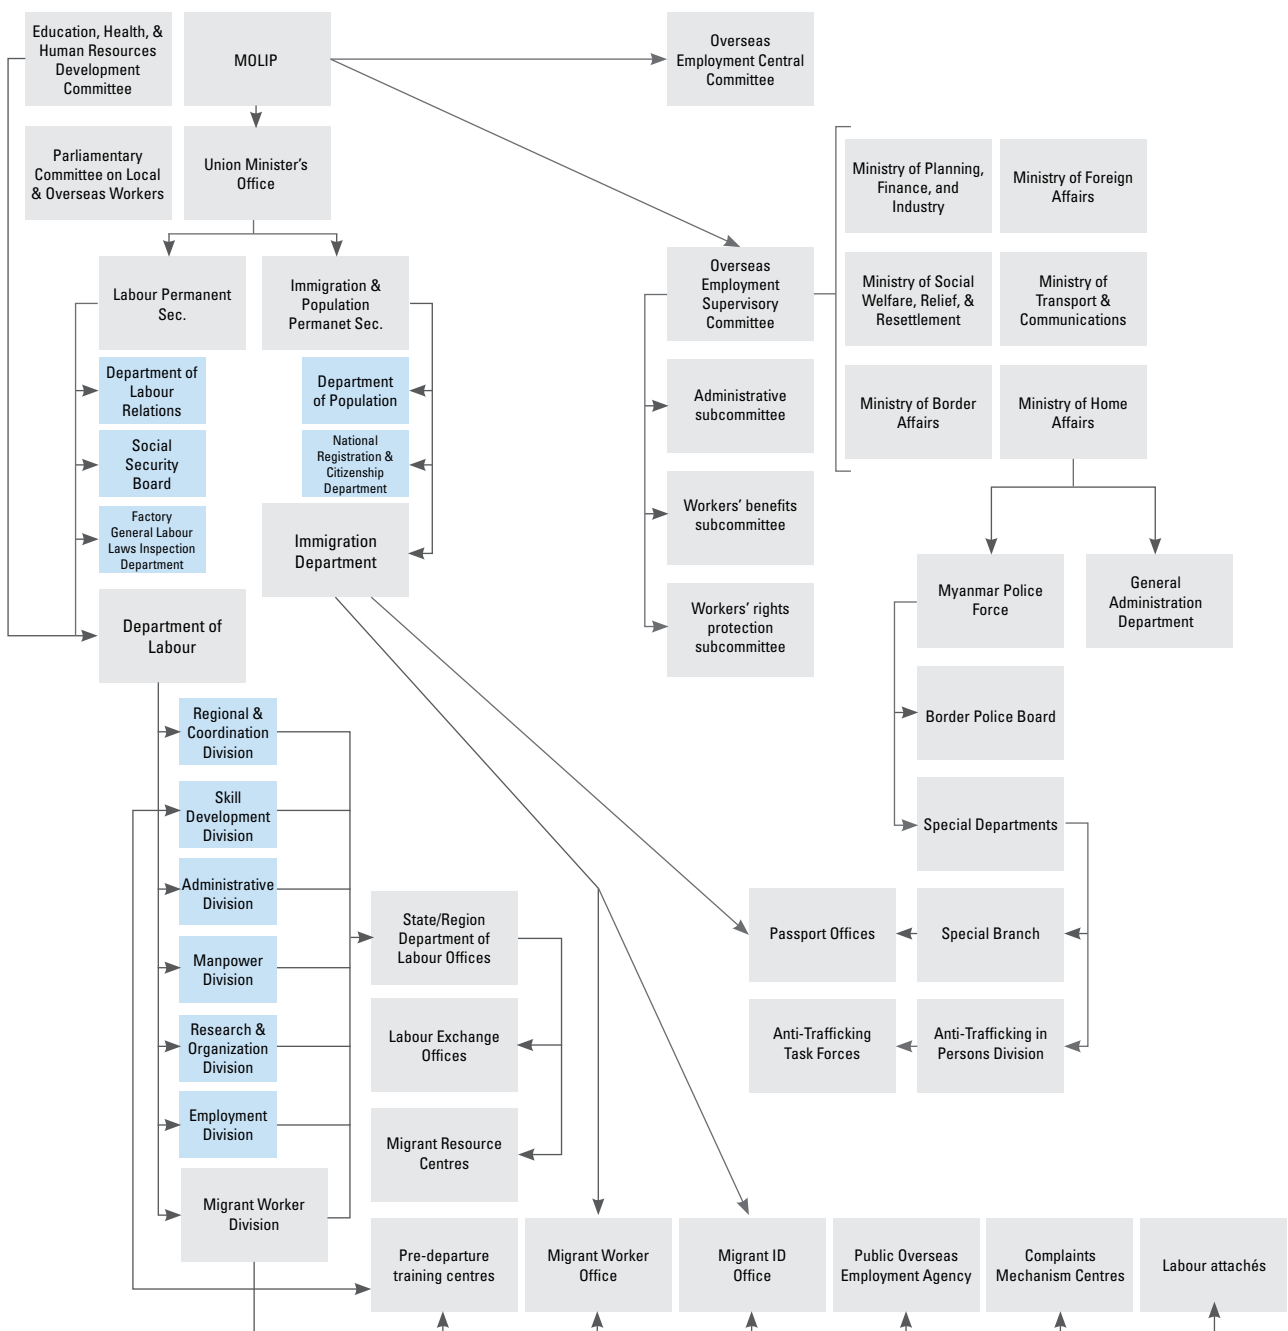 Education, Health, &
Human Resources
Development
Committee
MOLIP
Overseas
Employment Central
Committee
Parliamentary
Committee on Local
& Overseas Workers
Union Minister's
Office
Ministry of Planning,
Finance, and
Industry
Ministry of Foreign
Affairs
Labour Permanent
Sec.
Immigration &
Population
Permanet Sec.
Overseas
Employment
Supervisory
Committee
Ministry of Social
Welfare, Relief, &
Resettlement
Ministry of
Transport &
Communications
Department of
Labour
Relations
Department
of Population
Administrative
subcommittee
Ministry of Border
Affairs
Ministry of Home
Affairs
Social
Security
Board
National
Registration &
Citizenship
Department
Workers' benefits
subcommittee
Factory
General Labour
Laws Inspection
Department
Immigration
Department
Myanmar Police
Force
General
Administration
Department
Department of
Labour
Workers' rights
protection
subcommittee
Regional &
Coordination
Division
Border Police Board
Skill
Development
Division
Special Departments
Administrative
Division
State/Region
Department of
Labour Offices
Passport Offices
Special Branch
Manpower
Division
Research &
Organization
Division
Labour Exchange
Offices
Anti-Trafficking
Task Forces
Anti-Trafficking in
Persons Division
Employment
Division
Migrant Resource
Centres
Migrant Worker
Division
Pre-departure
training centres
Migrant Worker
Office
Migrant ID
Office
Public Overseas
Employment Agency
Complaints
Mechanism Centres
Labour attachés